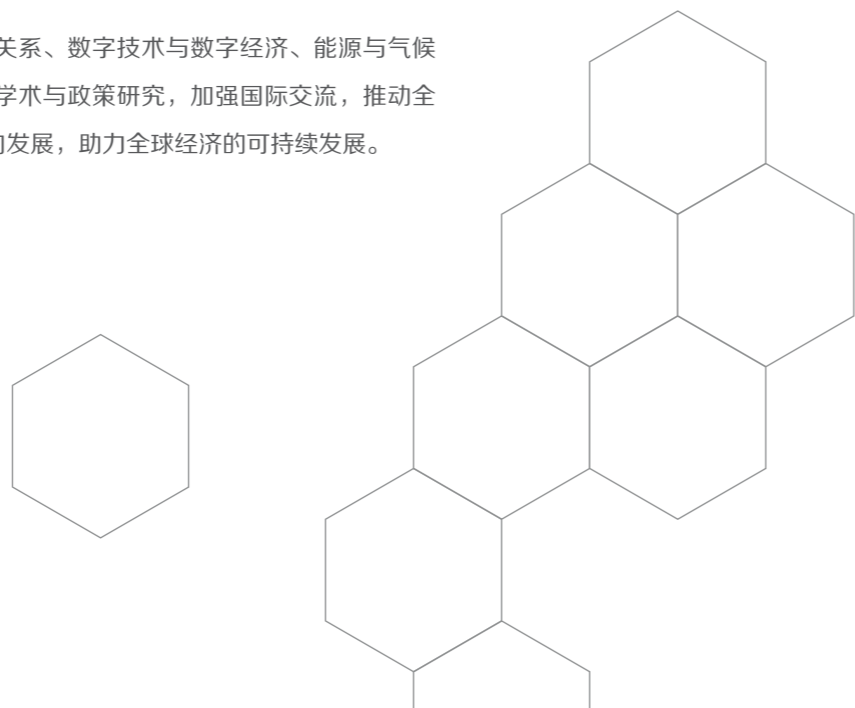 关系、数字技术与数字经济、能源与气候
学术与政策研究，加强国际交流，推动全
发展，助力全球经济的可持续发展。